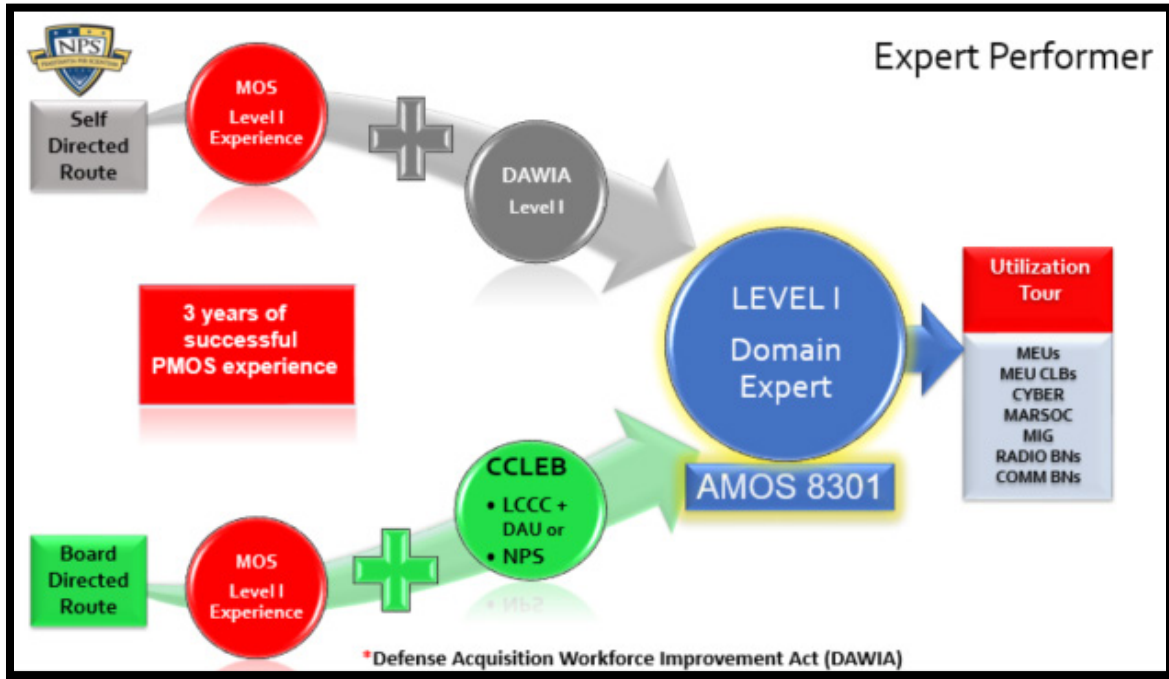 NPS
Expert Performer
Self
Directed
Route
MOS
Level I
Experience
DAWIA
Level I
3 years of
successful
PMOS experience
LEVEL I
Domain
Expert
AMOS 8301
Utilization
Tour
MEUs
MEU CLBs
CYBER
MARSOC
MIG
RADIO BNs
COMM BNs
CCLEB
• LCCC +
DAU or
• NPS
Board
Directed
Route
MOS
Level I
Experience
*Defense Acquisition Workforce Improvement Act (DAWIA)